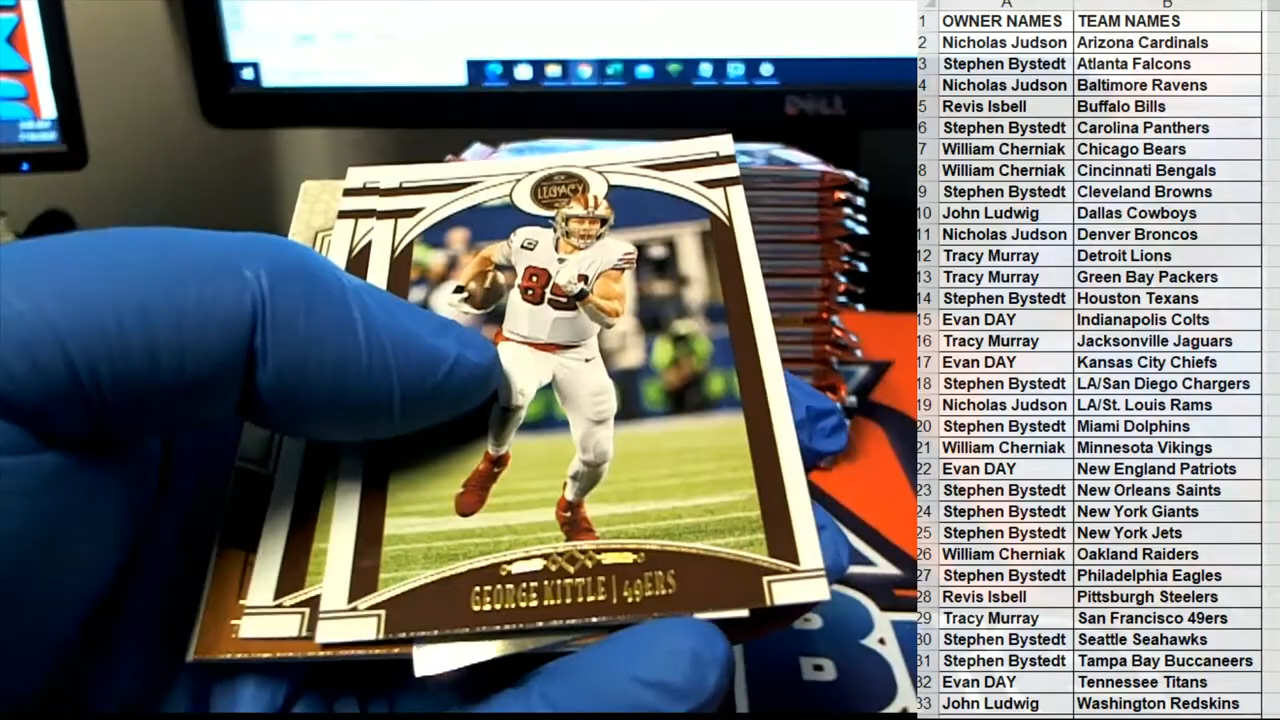 DELL
LEGACY
85
GEORGE KITTLE | 49ERS
A B
1 OWNER NAMES TEAM NAMES
2 Nicholas Judson Arizona Cardinals
3 Stephen Bystedt Atlanta Falcons
4 Nicholas Judson Baltimore Ravens
5 Revis Isbell Buffalo Bills
6 Stephen Bystedt Carolina Panthers
7 William Cherniak Chicago Bears
8 William Cherniak Cincinnati Bengals
9 Stephen Bystedt Cleveland Browns
10 John Ludwig Dallas Cowboys
11 Nicholas Judson Denver Broncos
12 Tracy Murray Detroit Lions
13 Tracy Murray Green Bay Packers
14 Stephen Bystedt Houston Texans
15 Evan DAY Indianapolis Colts
16 Tracy Murray Jacksonville Jaguars
17 Evan DAY Kansas City Chiefs
18 Stephen Bystedt LA/San Diego Chargers
19 Nicholas Judson LA/St. Louis Rams
20 Stephen Bystedt Miami Dolphins
21 William Cherniak Minnesota Vikings
22 Evan DAY New England Patriots
23 Stephen Bystedt New Orleans Saints
24 Stephen Bystedt New York Giants
25 Stephen Bystedt New York Jets
26 William Cherniak Oakland Raiders
27 Stephen Bystedt Philadelphia Eagles
28 Revis Isbell Pittsburgh Steelers
29 Tracy Murray San Francisco 49ers
30 Stephen Bystedt Seattle Seahawks
31 Stephen Bystedt Tampa Bay Buccaneers
32 Evan DAY Tennessee Titans
33 John Ludwig Washington Redskins